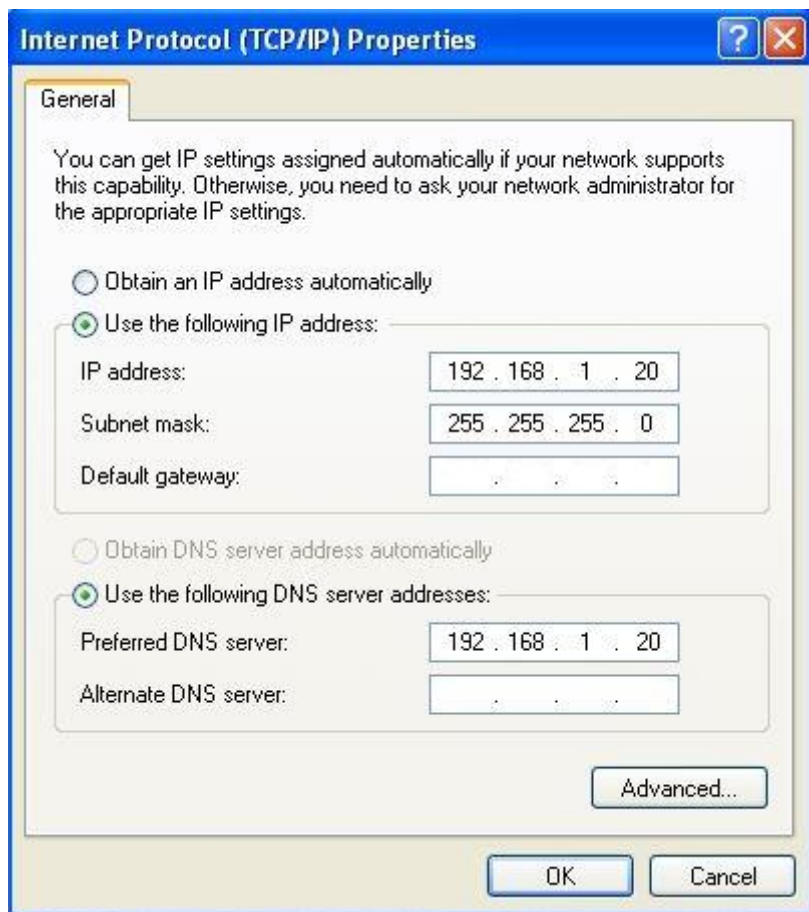 Internet Protocol (TCP/IP) Properties
?
General
You can get IP settings assigned automatically if your network supports
this capability. Otherwise, you need to ask your network administrator for
the appropriate IP settings.
Obtain an IP address automatically
Use the following IP address:
IP address: 192 . 168 . 1 . 20
Subnet mask: 255 . 255 . 255 . 0
Default gateway: . . .
Obtain DNS server address automatically
Use the following DNS server addresses:
Preferred DNS server: 192 . 168 . 1 . 20
Alternate DNS server: . . .
Advanced...
OK Cancel